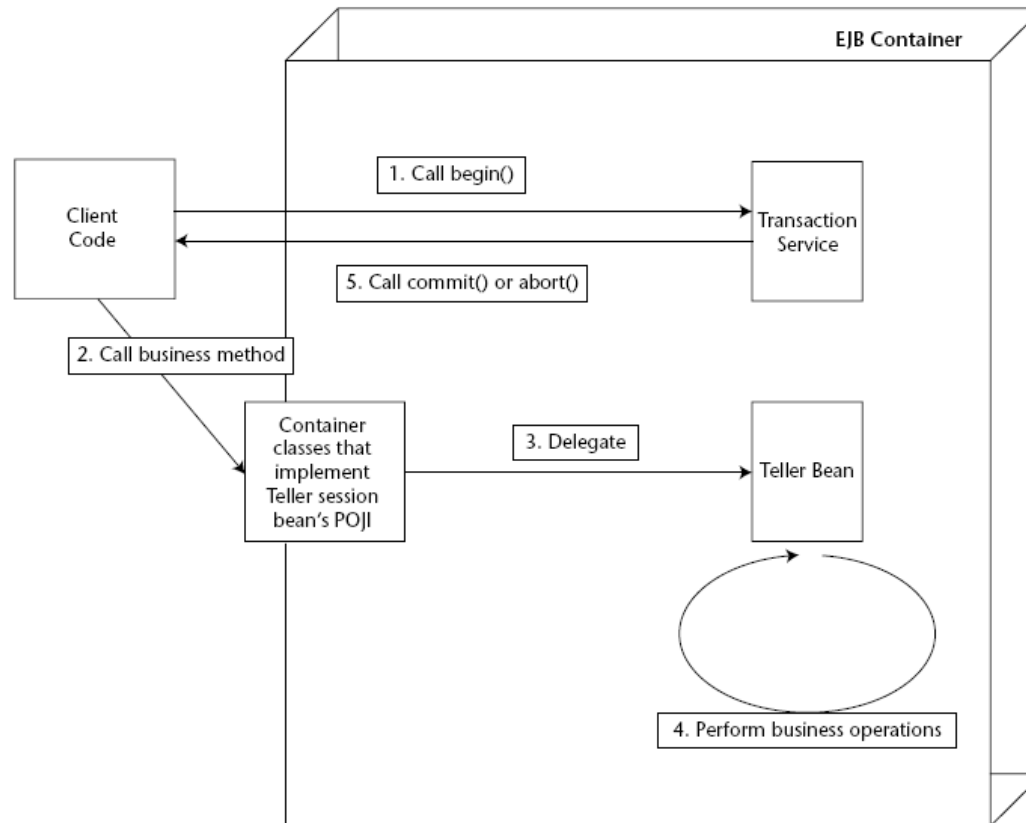 EJB Container
1. Call begin()
Client
Code
Transaction
Service
5. Call commit() or abort()
2. Call business method
Container
classes that
implement
Teller session
bean's POJI
3. Delegate
Teller Bean
4. Perform business operations